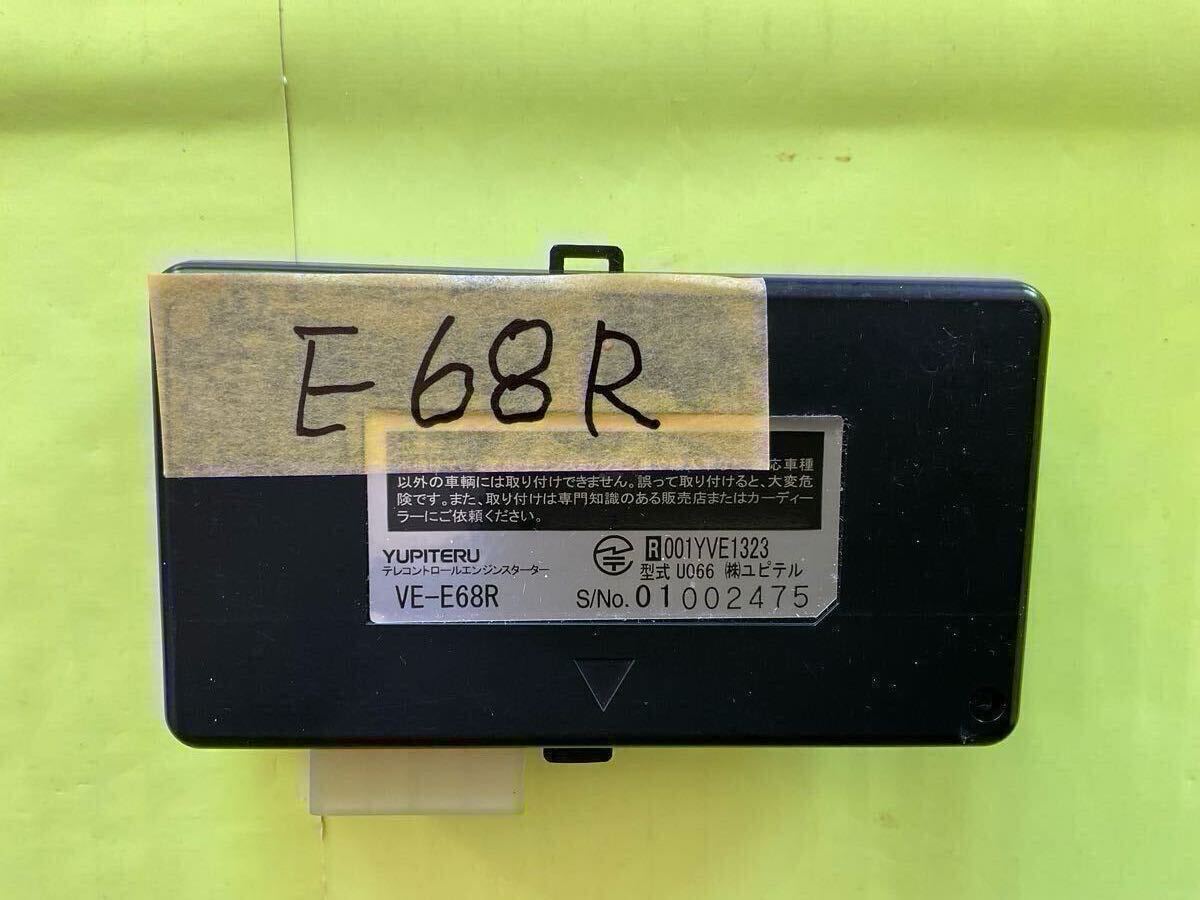 E68R
応車種
以外の車輌には取り付けできません。誤って取り付けると、大変危
険です。また、取り付けは専門知識のある販売店またはカーディー
ラーにご依頼ください。
YUPITERU
テレコントロールエンジンスターター
VE-E68R
R 001YVE1323
型式 U066 ㈱ユピテル
S/No. 01002475